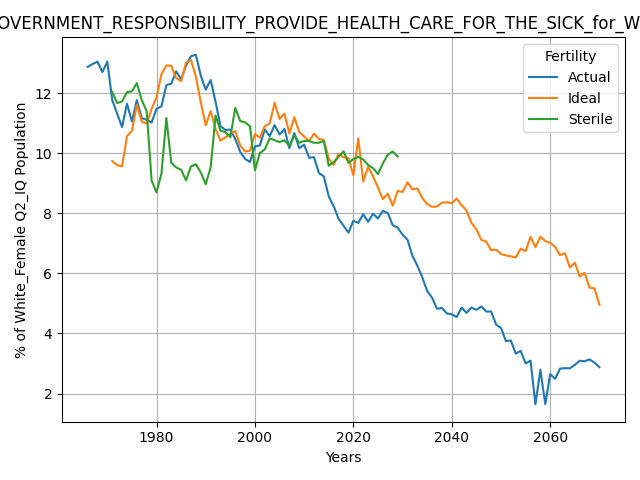 OVERNMENT_RESPONSIBILITY_PROVIDE_HEALTH_CARE_FOR_THE_SICK_for_W
Fertility
Actual
Ideal
Sterile
% of White_Female Q2_IQ Population
12
10
8
6
4
2
1980 2000 2020 2040 2060
Years